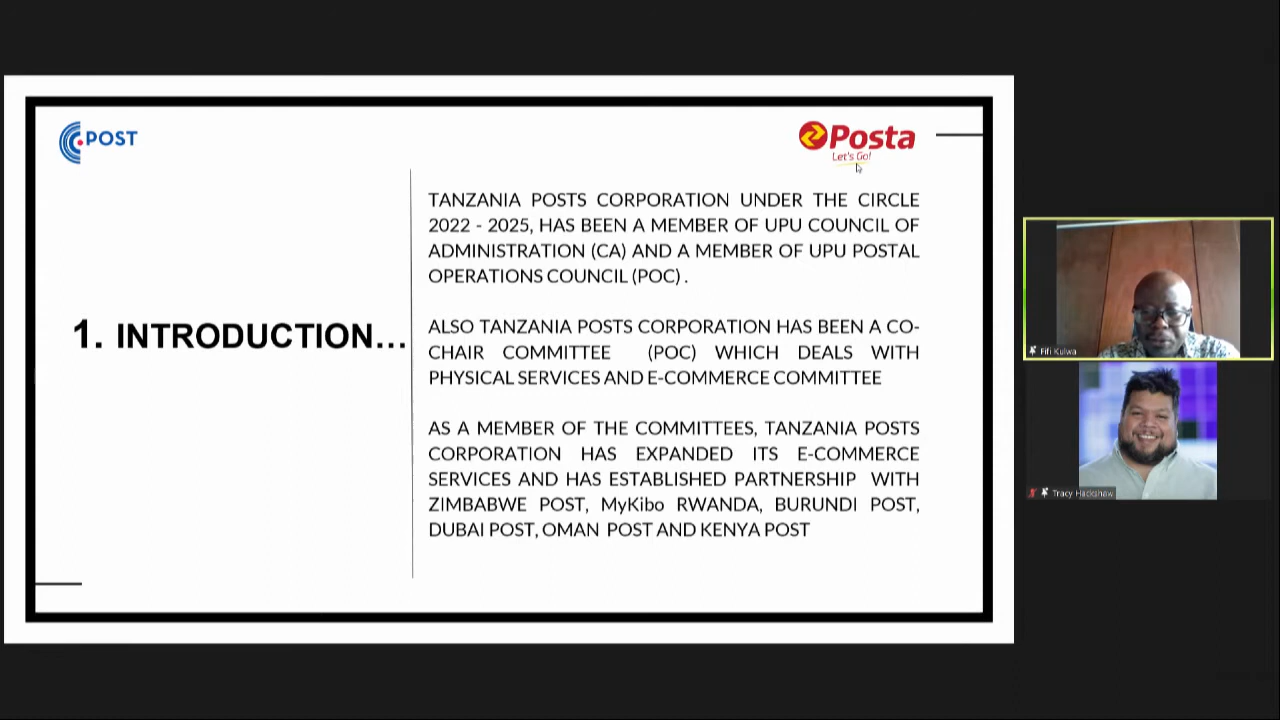 POST
Posta
Let's Go!
TANZANIA POSTS CORPORATION UNDER THE CIRCLE
2022 - 2025, HAS BEEN A MEMBER OF UPU COUNCIL OF
ADMINISTRATION (CA) AND A MEMBER OF UPU POSTAL
OPERATIONS COUNCIL (POC) .
1. INTRODUCTION...
ALSO TANZANIA POSTS CORPORATION HAS BEEN A CO-
CHAIR COMMITTEE (POC) WHICH DEALS WITH
PHYSICAL SERVICES AND E-COMMERCE COMMITTEE
AS A MEMBER OF THE COMMITTEES, TANZANIA POSTS
CORPORATION HAS EXPANDED ITS E-COMMERCE
SERVICES AND HAS ESTABLISHED PARTNERSHIP WITH
ZIMBABWE POST, MyKibo RWANDA, BURUNDI POST,
DUBAI POST, OMAN POST AND KENYA POST
Fifi Kulwa
Tracy Hackshaw